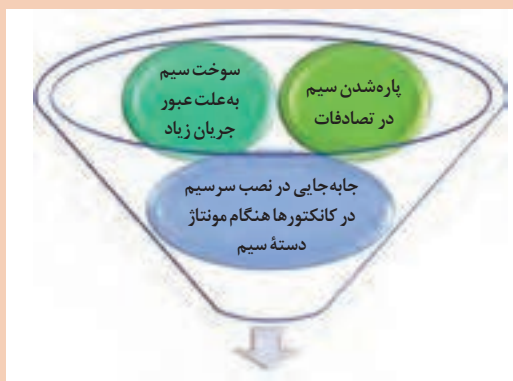 پاره‌شدن سیم
در تصادفات
سوخت سیم
به‌علت عبور
جریان زیاد
جابه‌جایی در نصب سرسیم
در کانکتورها هنگام مونتاژ
دستهٔ سیم